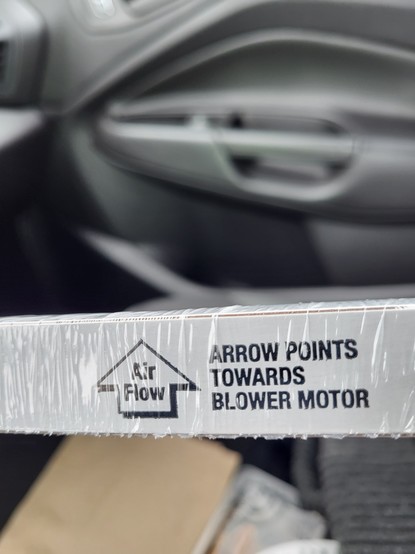 Air
Flow
ARROW POINTS
TOWARDS
BLOWER MOTOR